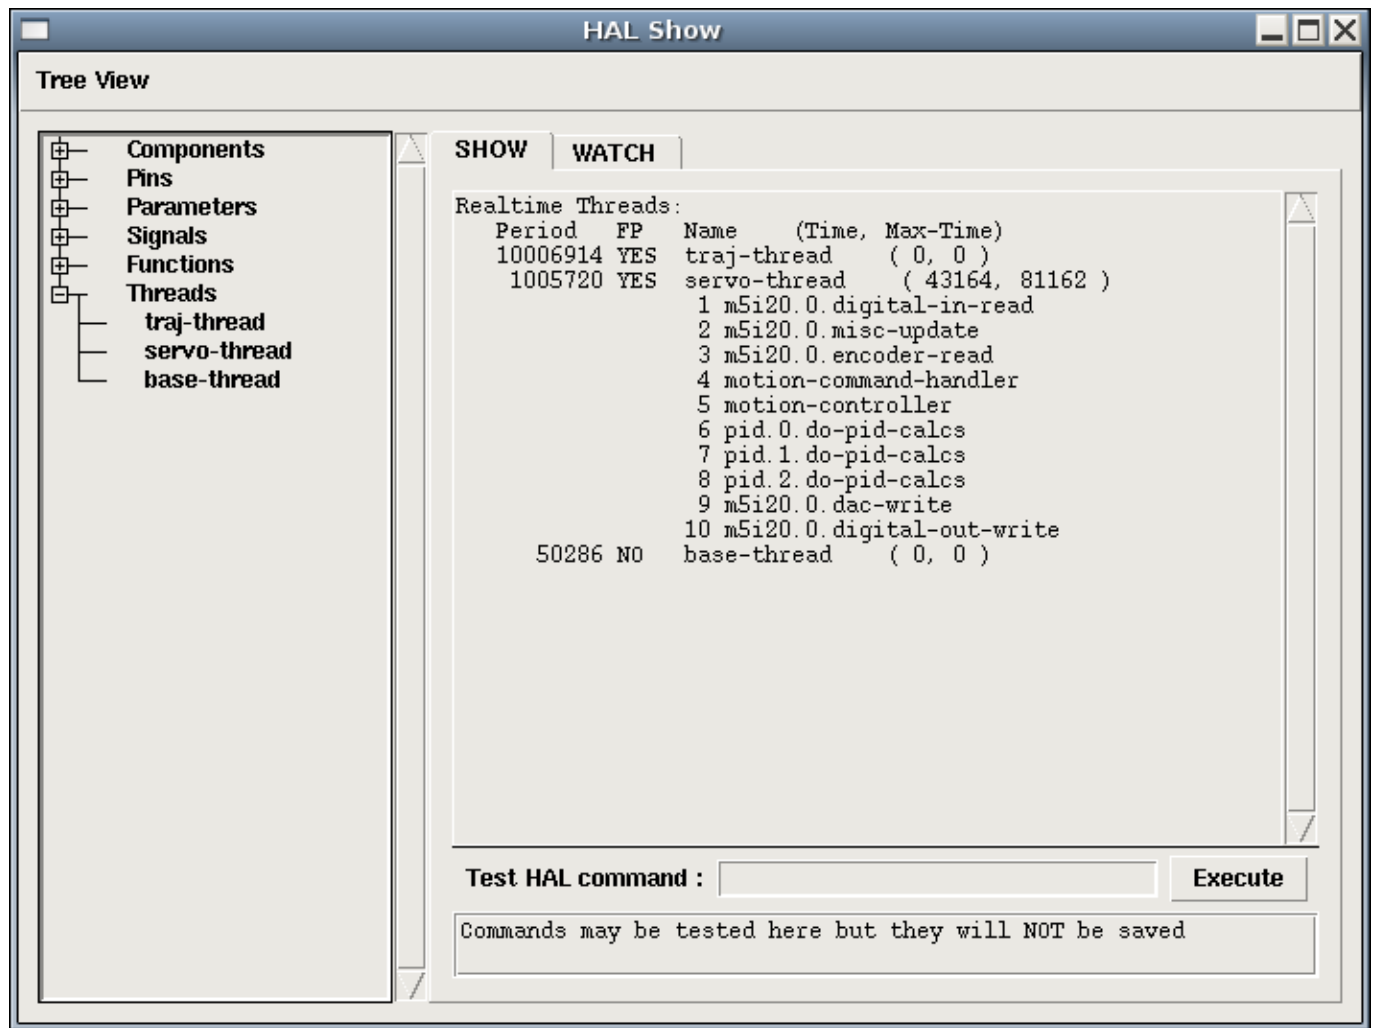 HAL Show
Tree View
Components
Pins
Parameters
Signals
Functions
Threads
traj-thread
servo-thread
base-thread
SHOW WATCH
Realtime Threads:
Period FP Name (Time, Max-Time)
10006914 YES traj-thread ( 0, 0 )
1005720 YES servo-thread ( 43164, 81162 )
1 m5i20.0.digital-in-read
2 m5i20.0.misc-update
3 m5i20.0.encoder-read
4 motion-command-handler
5 motion-controller
6 pid.0.do-pid-calcs
7 pid.1.do-pid-calcs
8 pid.2.do-pid-calcs
9 m5i20.0.dac-write
10 m5i20.0.digital-out-write
50286 NO base-thread ( 0, 0 )
Test HAL command : Execute
Commands may be tested here but they will NOT be saved